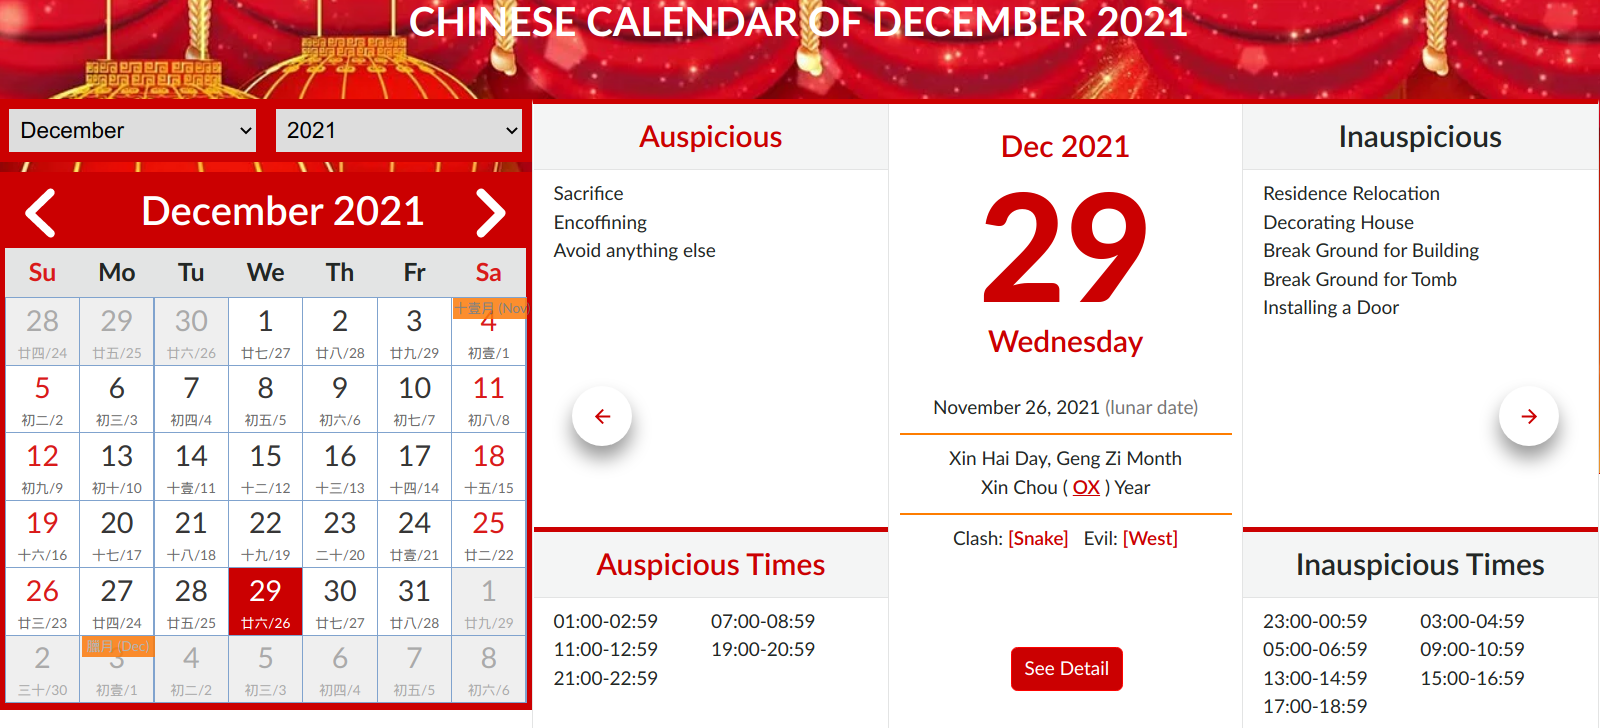 CHINESE CALENDAR OF DECEMBER 2021
December
2021
December 2021
Su Mo Tu We Th Fr Sa
十壹月 (Nov
28 29 30 1 2 3 4
廿四/24 廿五/25 廿六/26 廿七/27 廿八/28 廿九/29 初壹/1
5 6 7 8 9 10 11
初二/2 初三/3 初四/4 初五/5 初六/6 初七/7 初八/8
12 13 14 15 16 17 18
初九/9 初十/10 十壹/11 十二/12 十三/13 十四/14 十五/15
19 20 21 22 23 24 25
十六/16 十七/17 十八/18 十九/19 二十/20 廿壹/21 廿二/22
26 27 28 29 30 31 1
廿三/23 廿四/24 廿五/25 廿六/26 廿七/27 廿八/28 廿九/29
臘月 (Dec)
2 3 4 5 6 7 8
三十/30 初壹/1 初二/2 初三/3 初四/4 初五/5 初六/6
Auspicious
Sacrifice
Encoffining
Avoid anything else
Auspicious Times
01:00-02:59 07:00-08:59
11:00-12:59 19:00-20:59
21:00-22:59
Dec 2021
29
Wednesday
November 26, 2021 (lunar date)
Xin Hai Day, Geng Zi Month
Xin Chou ( OX ) Year
Clash: [Snake] Evil: [West]
See Detail
Inauspicious
Residence Relocation
Decorating House
Break Ground for Building
Break Ground for Tomb
Installing a Door
Inauspicious Times
23:00-00:59 03:00-04:59
05:00-06:59 09:00-10:59
13:00-14:59 15:00-16:59
17:00-18:59